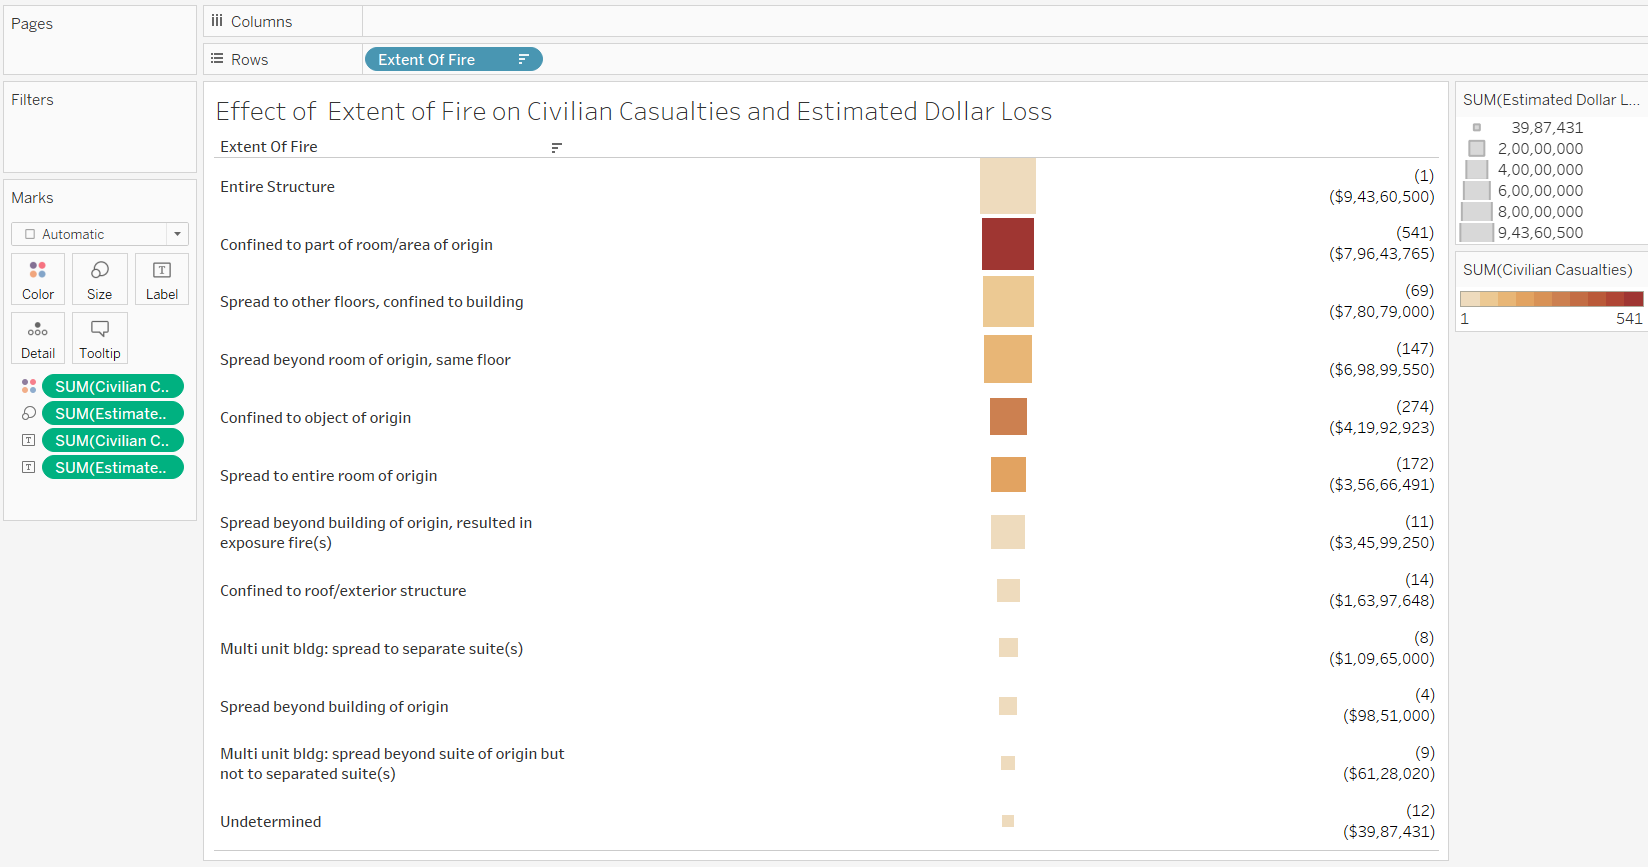 Pages
Columns
Rows
Extent Of Fire
Filters
Marks
Automatic
Color
Size
Label
Detail
Tooltip
SUM(Civilian C..
SUM(Estimate..
SUM(Civilian C..
SUM(Estimate..
Effect of  Extent of Fire on Civilian Casualties and Estimated Dollar Loss
Extent Of Fire
Entire Structure
(1)
($9,43,60,500)
Confined to part of room/area of origin
(541)
($7,96,43,765)
Spread to other floors, confined to building
(69)
($7,80,79,000)
Spread beyond room of origin, same floor
(147)
($6,98,99,550)
Confined to object of origin
(274)
($4,19,92,923)
Spread to entire room of origin
(172)
($3,56,66,491)
Spread beyond building of origin, resulted in
exposure fire(s)
(11)
($3,45,99,250)
Confined to roof/exterior structure
(14)
($1,63,97,648)
Multi unit bldg: spread to separate suite(s)
(8)
($1,09,65,000)
Spread beyond building of origin
(4)
($98,51,000)
Multi unit bldg: spread beyond suite of origin but
not to separated suite(s)
(9)
($61,28,020)
Undetermined
(12)
($39,87,431)
SUM(Estimated Dollar L...
39,87,431
2,00,00,000
4,00,00,000
6,00,00,000
8,00,00,000
9,43,60,500
SUM(Civilian Casualties)
1
541